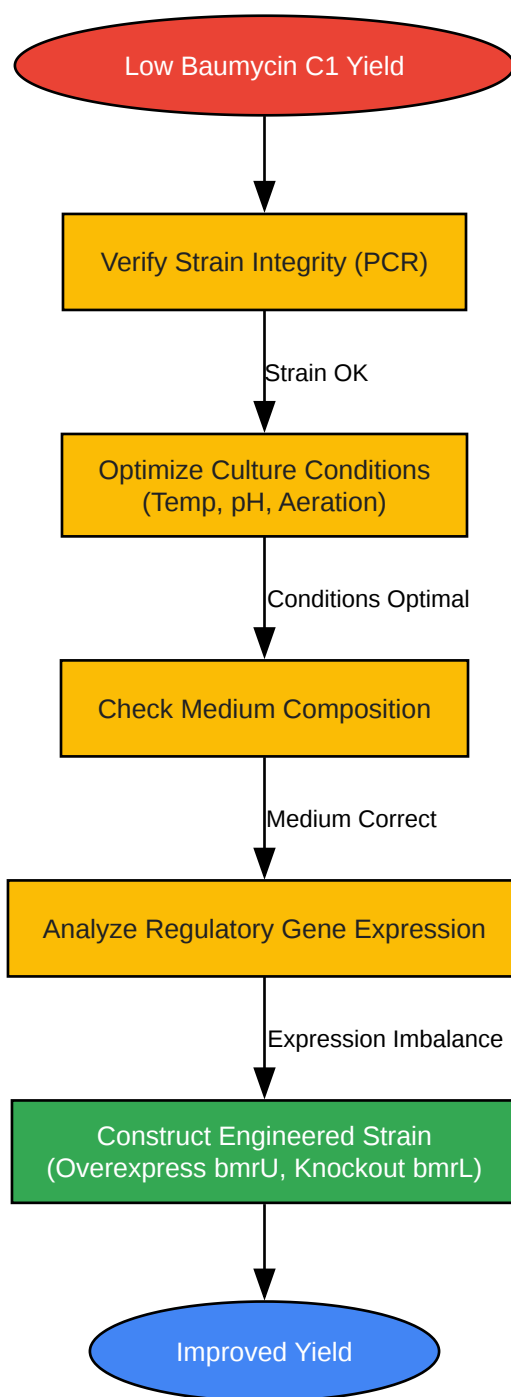 Low Baumycin C1 Yield
Verify Strain Integrity (PCR)
Strain OK
Optimize Culture Conditions
(Temp, pH, Aeration)
Conditions Optimal
Check Medium Composition
Medium Correct
Analyze Regulatory Gene Expression
Expression Imbalance
Construct Engineered Strain
(Overexpress bmrU, Knockout bmrL)
Improved Yield